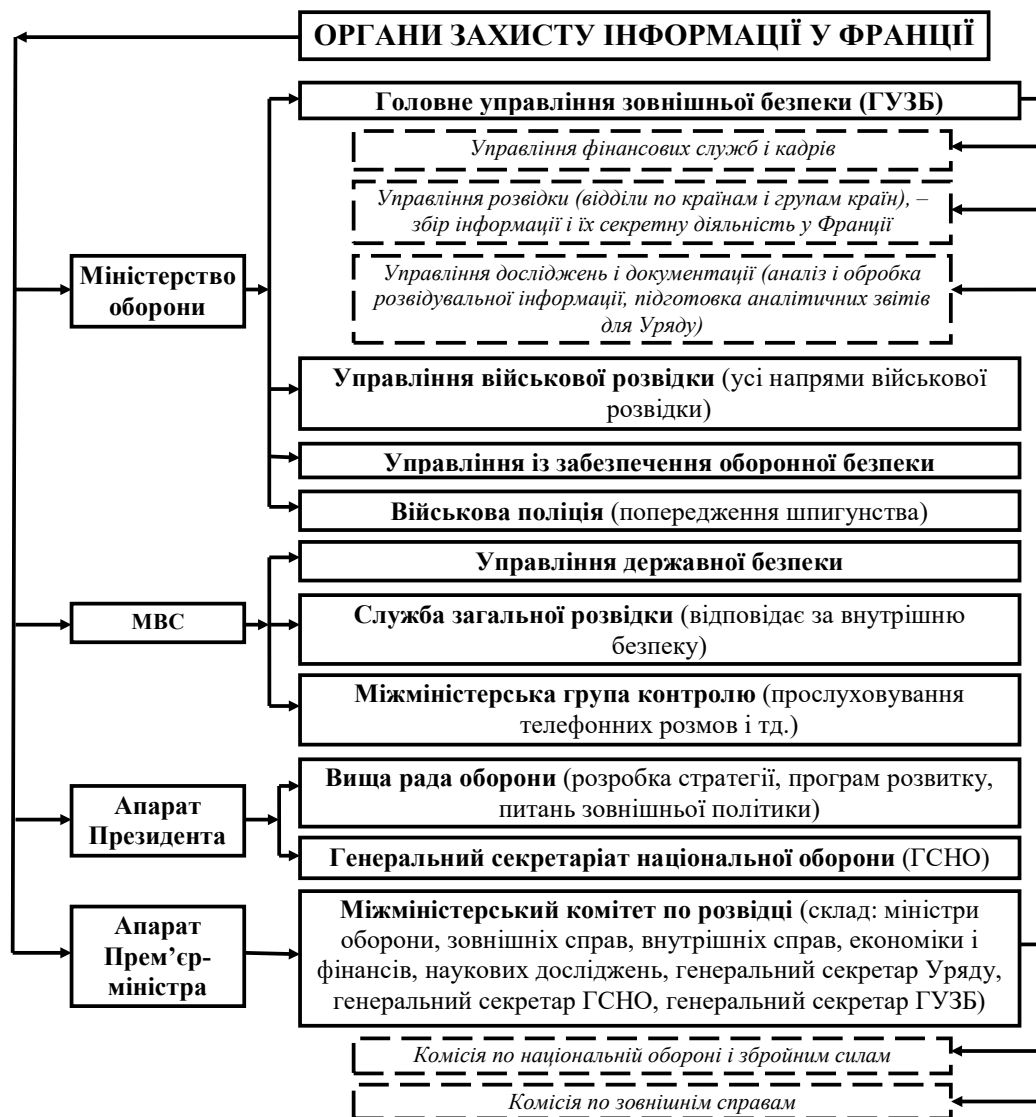 ОРГАНИ ЗАХИСТУ ІНФОРМАЦІЇ У ФРАНЦІЇ
Міністерство
оборони
Головне управління зовнішньої безпеки (ГУЗБ)
Управління фінансових служб і кадрів
Управління розвідки (відділи по країнам і групам країн), –
збір інформації і їх секретну діяльність у Франції
Управління досліджень і документації (аналіз і обробка
розвідувальної інформації, підготовка аналітичних звітів
для Уряду)
Управління військової розвідки (усі напрями військової
розвідки)
Управління із забезпечення оборонної безпеки
Військова поліція (попередження шпигунства)
МВС
Управління державної безпеки
Служба загальної розвідки (відповідає за внутрішню
безпеку)
Міжміністерська група контролю (прослуховування
телефонних розмов і тд.)
Апарат
Президента
Вища рада оборони (розробка стратегії, програм розвитку,
питань зовнішньої політики)
Генеральний секретаріат національної оборони (ГСНО)
Апарат
Прем’єр-
міністра
Міжміністерський комітет по розвідці (склад: міністри
оборони, зовнішніх справ, внутрішніх справ, економіки і
фінансів, наукових досліджень, генеральний секретар Уряду,
генеральний секретар ГСНО, генеральний секретар ГУЗБ)
Комісія по національній обороні і збройним силам
Комісія по зовнішнім справам